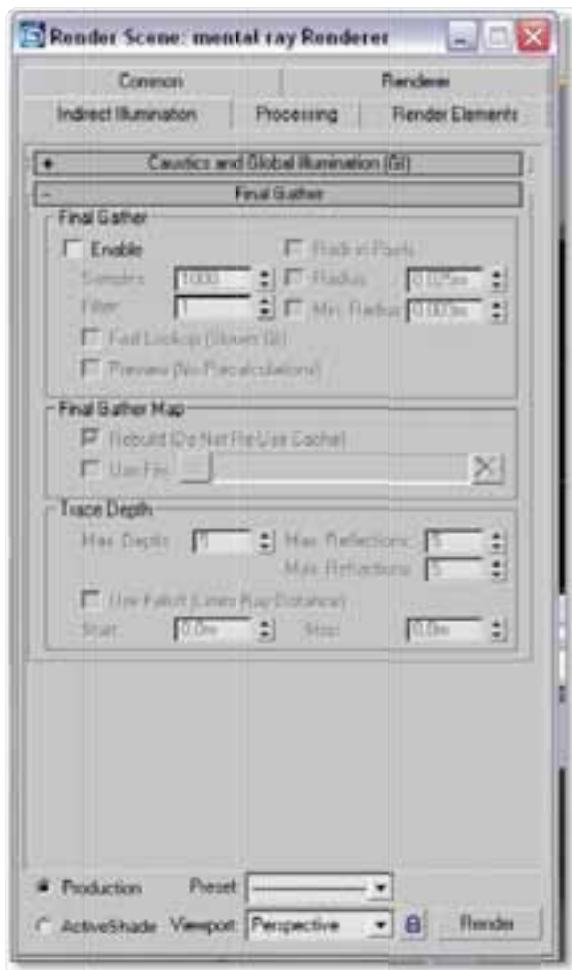 Render Scene: mental ray Renderer
Common Renderer
Indirect Illumination Processing Render Elements
+ Caustics and Global Illumination (GI)
- Final Gather
Final Gather
Enable Radii in Pixels
Samples: 1000 Radius:
Filter: 1 Min. Radius:
Fast Lookup (Slower GI)
Preview (No Precalculations)
Final Gather Map
Rebuild (Do Not Re-Use Cache)
Use File
Trace Depth
Max. Depth: 5 Max. Reflections: 5
Max. Refractions: 5
Use Falloff (Limits Ray Distance)
Start: 0.0m Stop: 0.0m
Production Preset:
ActiveShade Viewport: Perspective Render